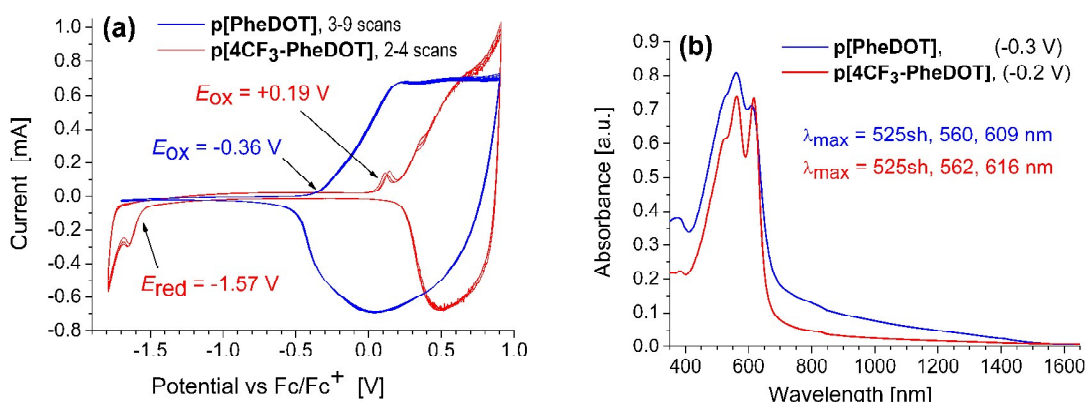 (a)
p[PheDOT], 3-9 scans
p[4CF3-PheDOT], 2-4 scans
Eox = +0.19 V
Eox = -0.36 V
Ered = -1.57 V
Current [mA]
1.0
0.8
0.6
0.4
0.2
0.0
-0.2
-0.4
-0.6
-0.8
-1.5
-1.0
-0.5
0.0
0.5
1.0
Potential vs Fc/Fc+ [V]
(b)
p[PheDOT], (-0.3 V)
p[4CF3-PheDOT], (-0.2 V)
λmax = 525sh, 560, 609 nm
λmax = 525sh, 562, 616 nm
Absorbance [a.u.]
0.9
0.8
0.7
0.6
0.5
0.4
0.3
0.2
0.1
0.0
400
600
800
1000
1200
1400
1600
Wavelength [nm]